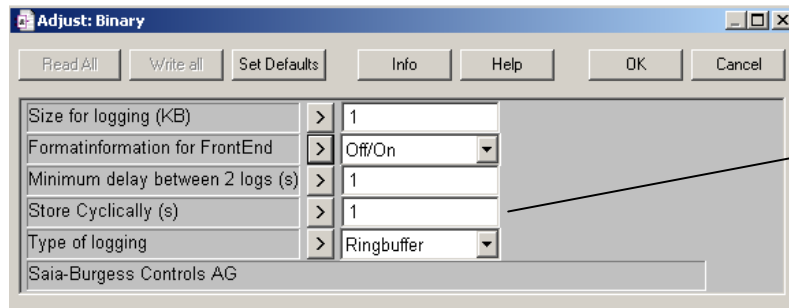 Adjust: Binary
Read All Write all Set Defaults Info Help OK Cancel
Size for logging (KB) > 1
Formatinformation for FrontEnd > Off/On
Minimum delay between 2 logs (s) > 1
Store Cyclically (s) > 1
Type of logging > Ringbuffer
Saia-Burgess Controls AG